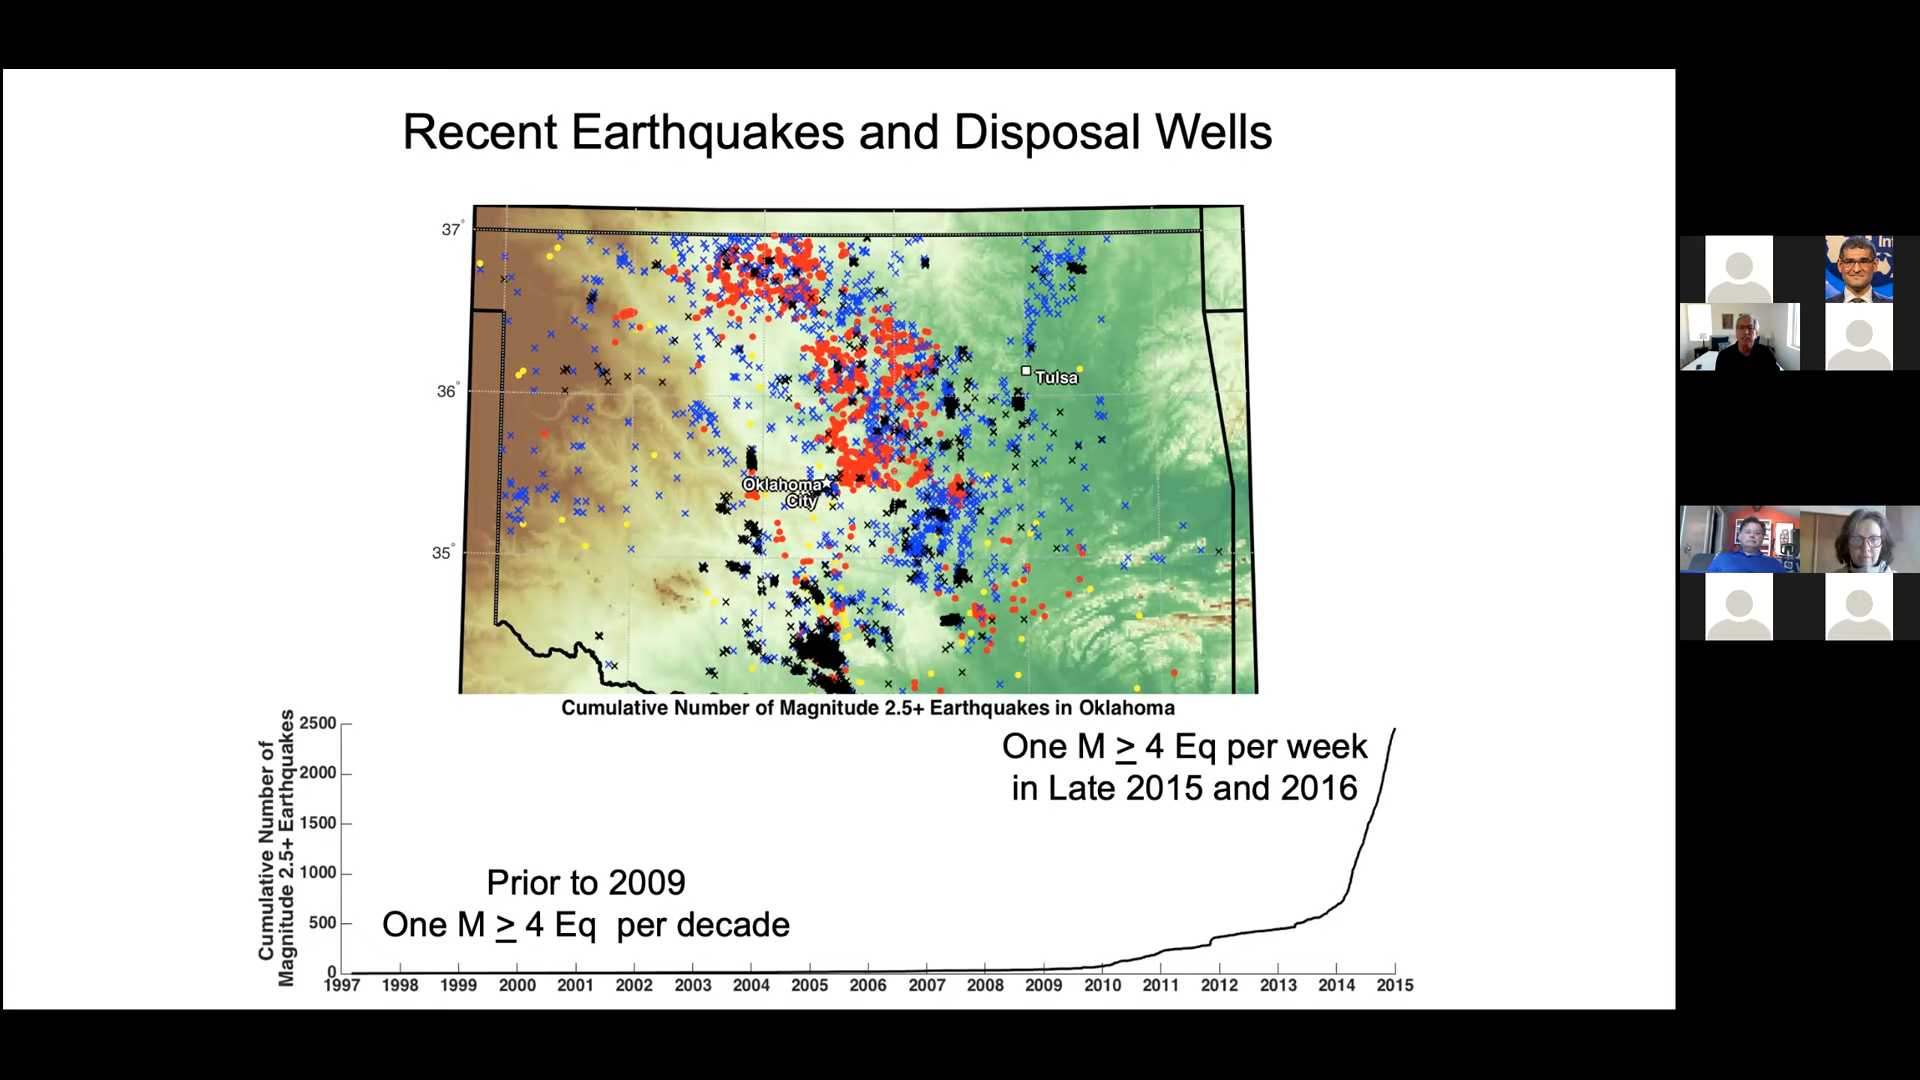 Recent Earthquakes and Disposal Wells
37°
36°
35°
Tulsa
Oklahoma
City
Cumulative Number of Magnitude 2.5+ Earthquakes in Oklahoma
Cumulative Number of
Magnitude 2.5+ Earthquakes
2500
2000
1500
1000
500
0
One M ≥ 4 Eq per week
in Late 2015 and 2016
Prior to 2009
One M ≥ 4 Eq per decade
1997 1998 1999 2000 2001 2002 2003 2004 2005 2006 2007 2008 2009 2010 2011 2012 2013 2014 2015